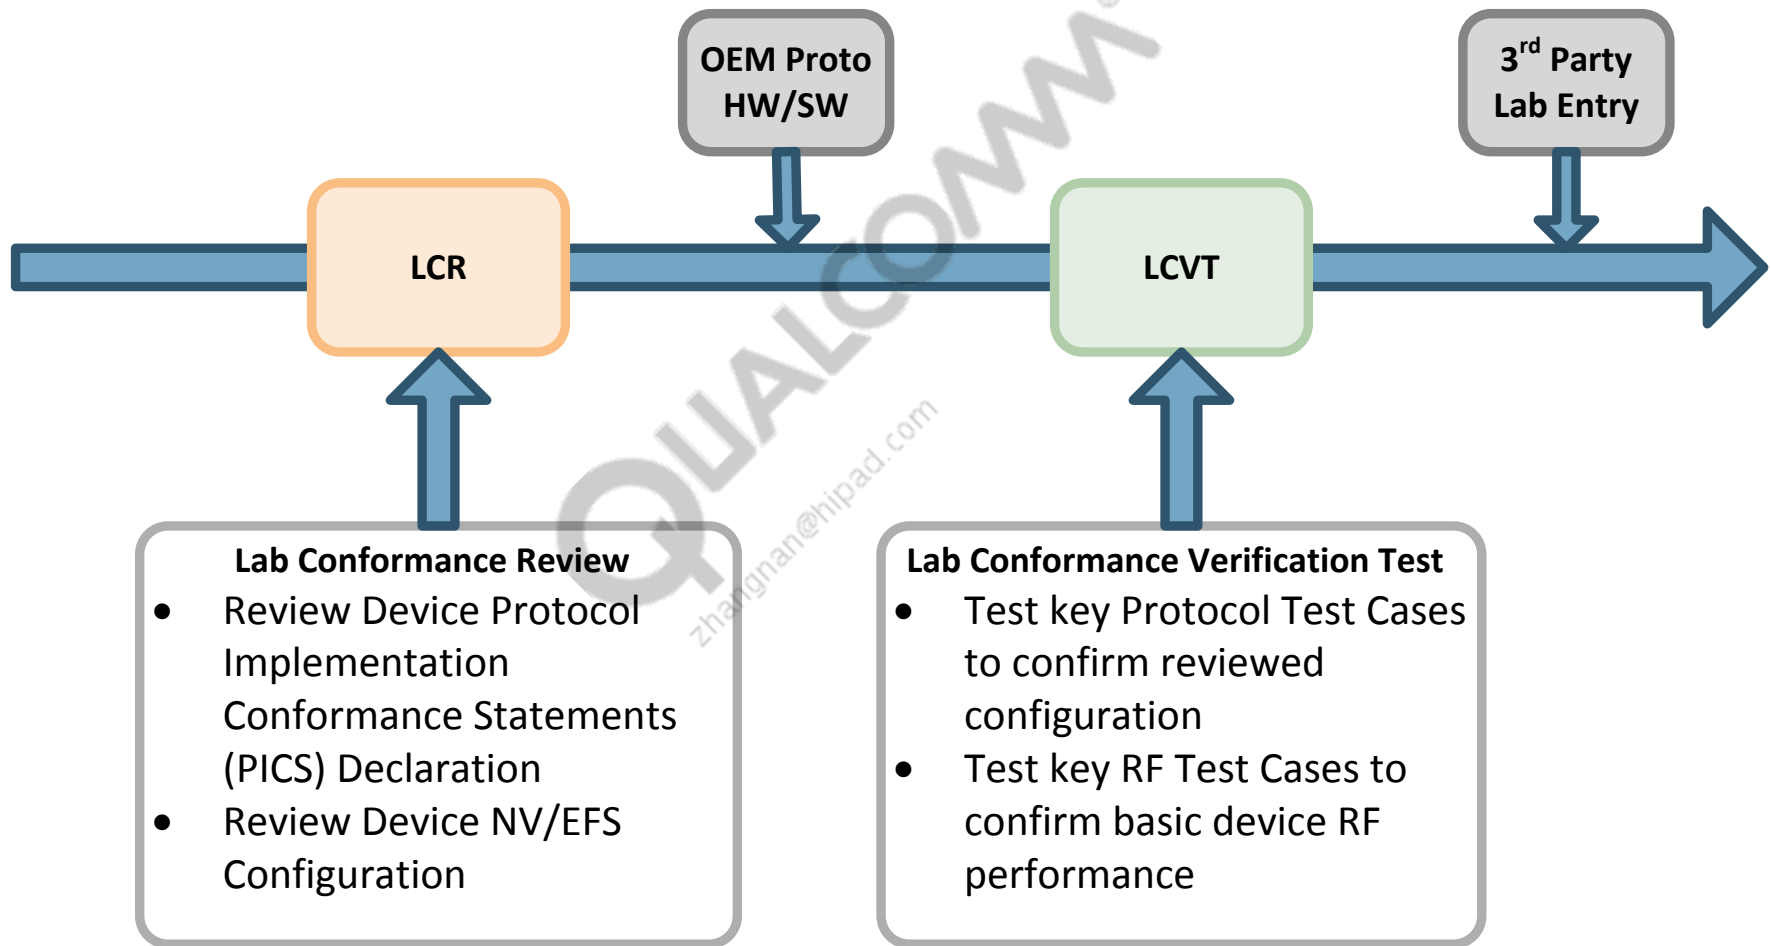 OEM Proto
HW/SW
3rd Party
Lab Entry
LCR
LCVT
QUALCOMM
zhangnan@hipad.com
Lab Conformance Review
• Review Device Protocol
Implementation
Conformance Statements
(PICS) Declaration
• Review Device NV/EFS
Configuration
Lab Conformance Verification Test
• Test key Protocol Test Cases
to confirm reviewed
configuration
• Test key RF Test Cases to
confirm basic device RF
performance